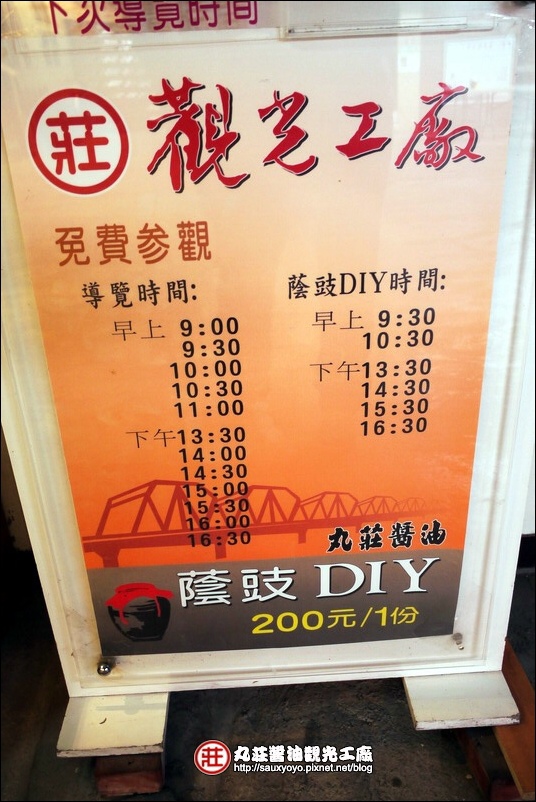 下次導覽時間
莊 觀光工廠
免費參觀
導覽時間:
早上 9:00
9:30
10:00
10:30
11:00
下午13:30
14:00
14:30
15:00
15:30
16:00
16:30
蔭豉DIY時間:
早上 9:30
10:30
下午13:30
14:30
15:30
16:30
丸莊醬油
蔭豉 DIY
200元/1份
莊 丸莊醬油觀光工廠
http://sauxyoyo.pixnet.net/blog